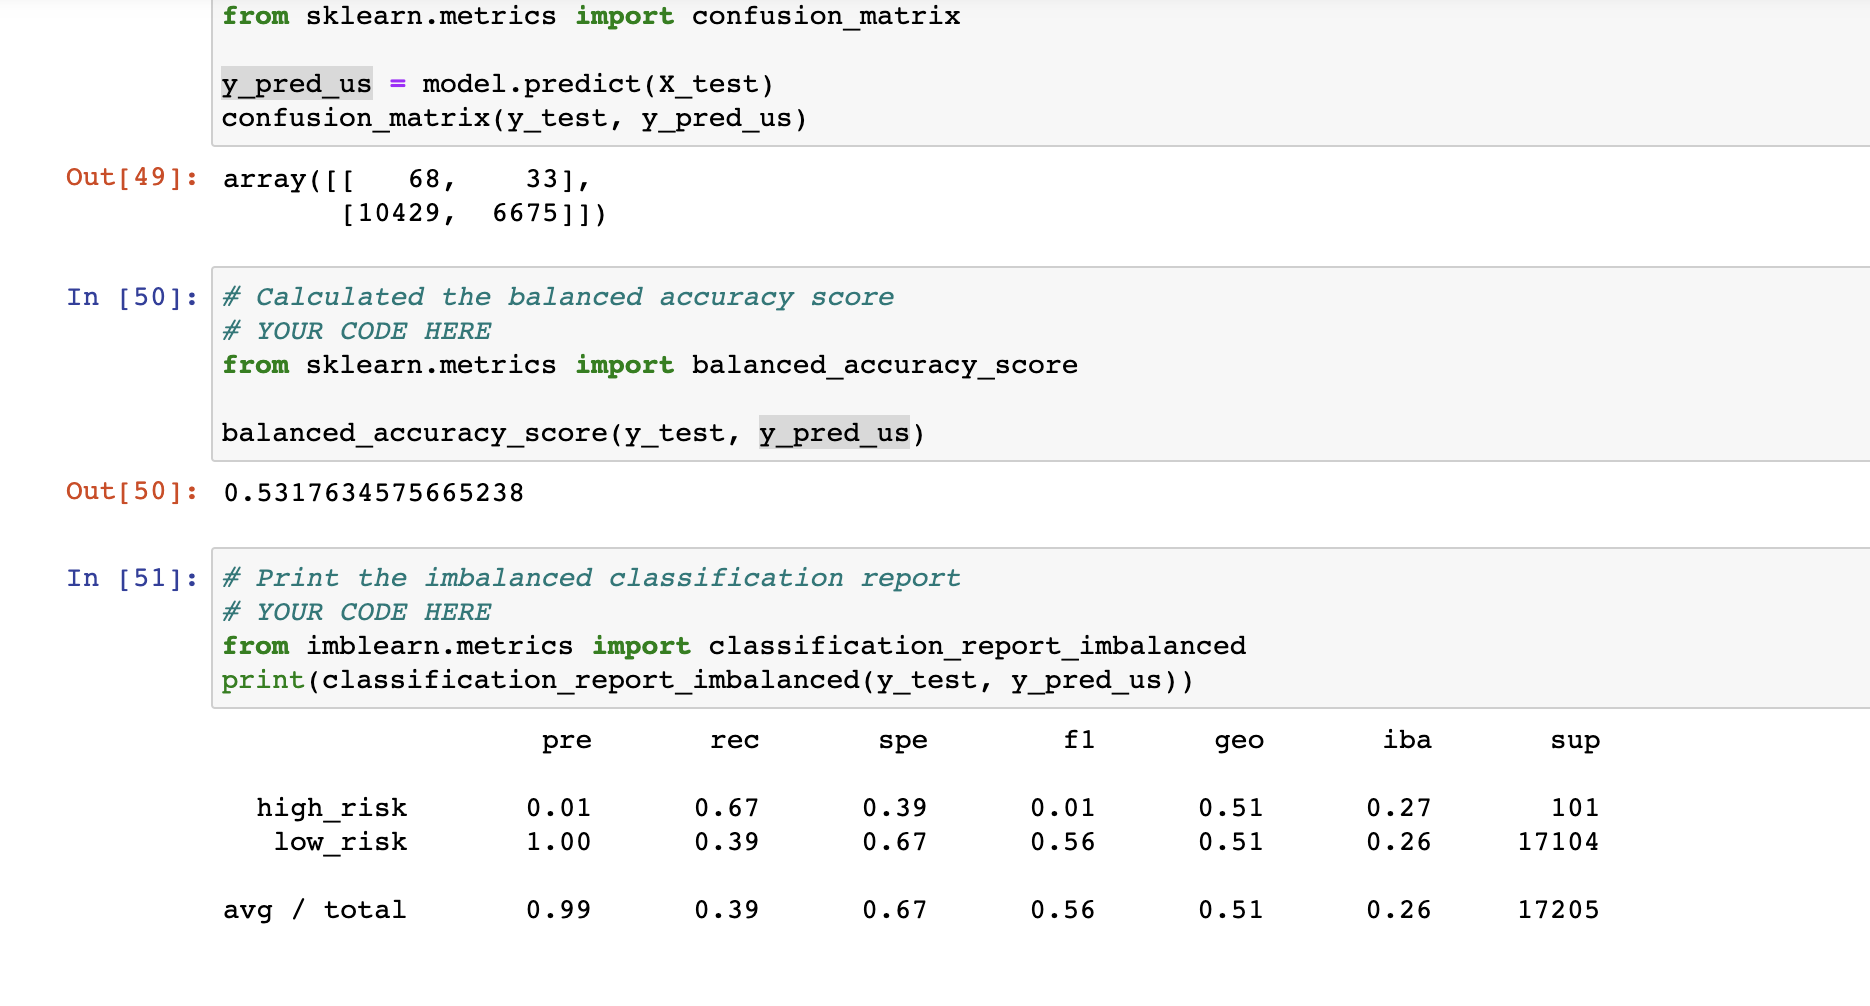 from sklearn.metrics import confusion_matrix
y_pred_us = model.predict(X_test)
confusion_matrix(y_test, y_pred_us)
Out[49]: array([[   68,    33],
       [10429,  6675]])
In [50]: # Calculated the balanced accuracy score
# YOUR CODE HERE
from sklearn.metrics import balanced_accuracy_score
balanced_accuracy_score(y_test, y_pred_us)
Out[50]: 0.5317634575665238
In [51]: # Print the imbalanced classification report
# YOUR CODE HERE
from imblearn.metrics import classification_report_imbalanced
print(classification_report_imbalanced(y_test, y_pred_us))
pre rec spe f1 geo iba sup
high_risk 0.01 0.67 0.39 0.01 0.51 0.27 101
low_risk 1.00 0.39 0.67 0.56 0.51 0.26 17104
avg / total 0.99 0.39 0.67 0.56 0.51 0.26 17205